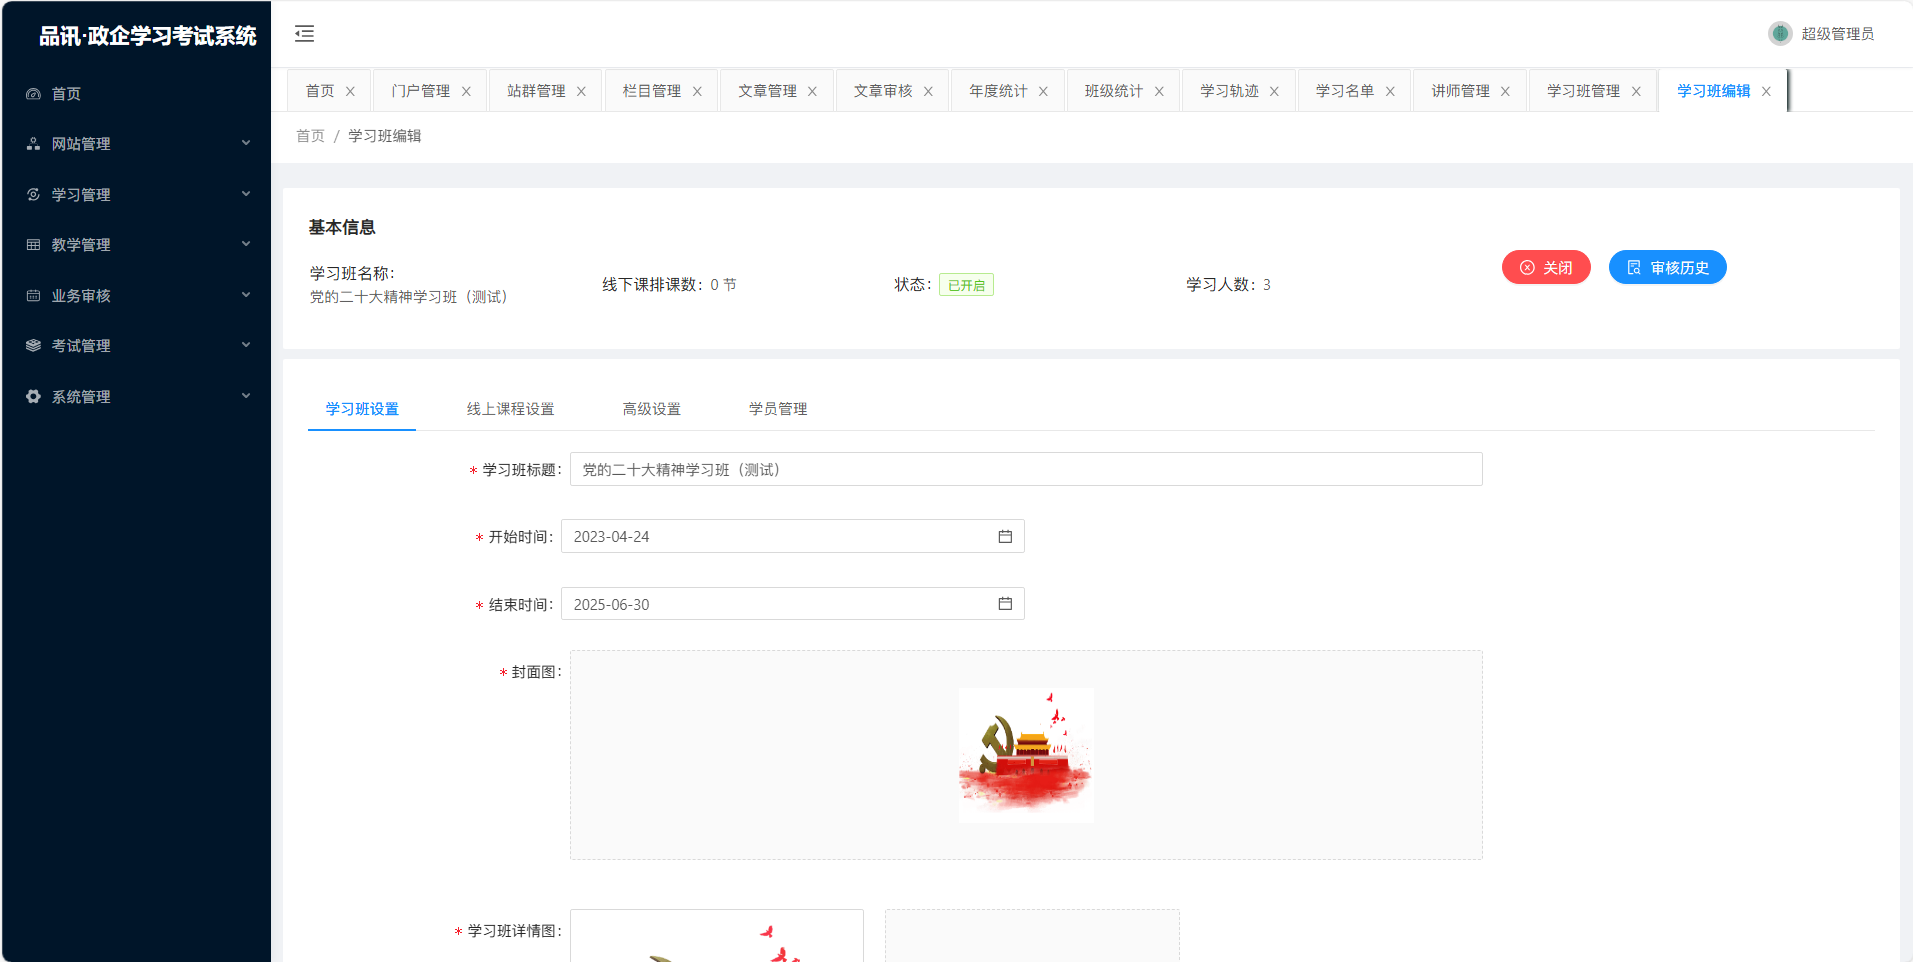 品讯·政企学习考试系统
超级管理员
首页
网站管理
学习管理
教学管理
业务审核
考试管理
系统管理
首页 门户管理 站群管理 栏目管理 文章管理 文章审核 年度统计 班级统计 学习轨迹 学习名单 讲师管理 学习班管理 学习班编辑
首页 / 学习班编辑
基本信息
学习班名称：
党的二十大精神学习班（测试）
线下课排课数：0 节
状态：已开启
学习人数：3
关闭
审核历史
学习班设置 线上课程设置 高级设置 学员管理
* 学习班标题： 党的二十大精神学习班（测试）
* 开始时间： 2023-04-24
* 结束时间： 2025-06-30
* 封面图：
* 学习班详情图：